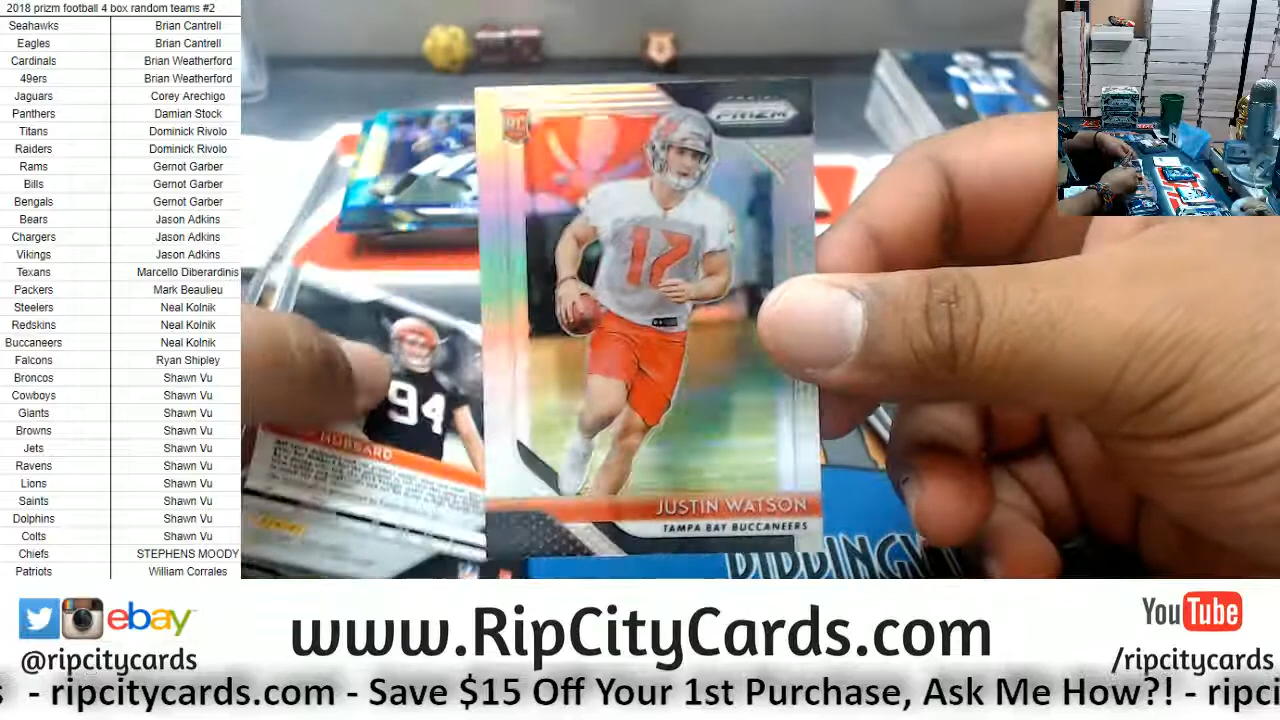 2018 prizm football 4 box random teams #2
Seahawks Brian Cantrell
Eagles Brian Cantrell
Cardinals Brian Weatherford
49ers Brian Weatherford
Jaguars Corey Arechigo
Panthers Damian Stock
Titans Dominick Rivolo
Raiders Dominick Rivolo
Rams Gernot Garber
Bills Gernot Garber
Bengals Gernot Garber
Bears Jason Adkins
Chargers Jason Adkins
Vikings Jason Adkins
Texans Marcello Diberardinis
Packers Mark Beaulieu
Steelers Neal Kolnik
Redskins Neal Kolnik
Buccaneers Neal Kolnik
Falcons Ryan Shipley
Broncos Shawn Vu
Cowboys Shawn Vu
Giants Shawn Vu
Browns Shawn Vu
Jets Shawn Vu
Ravens Shawn Vu
Lions Shawn Vu
Saints Shawn Vu
Dolphins Shawn Vu
Colts Shawn Vu
Chiefs STEPHENS MOODY
Patriots William Corrales
RC
PRIZM
17
JUSTIN WATSON
TAMPA BAY BUCCANEERS
94
HUBBARD
ebay
@ripcitycards
www.RipCityCards.com
YouTube
/ripcitycards
s - ripcitycards.com - Save $15 Off Your 1st Purchase, Ask Me How?! - ripci